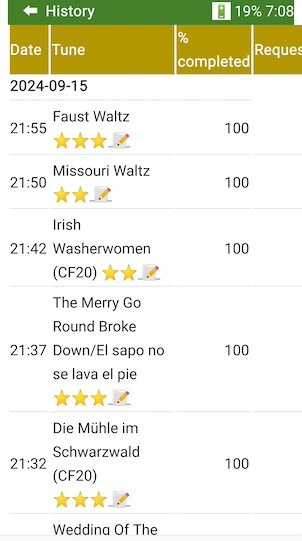 History 19% 7:08
Date Tune % completed Reques
2024-09-15
21:55 Faust Waltz 100
21:50 Missouri Waltz 100
21:42 Irish
Washerwomen 100
(CF20)
The Merry Go
Round Broke
21:37 Down/El sapo no 100
se lava el pie
Die Mühle im
21:32 Schwarzwald 100
(CF20)
Wedding Of The